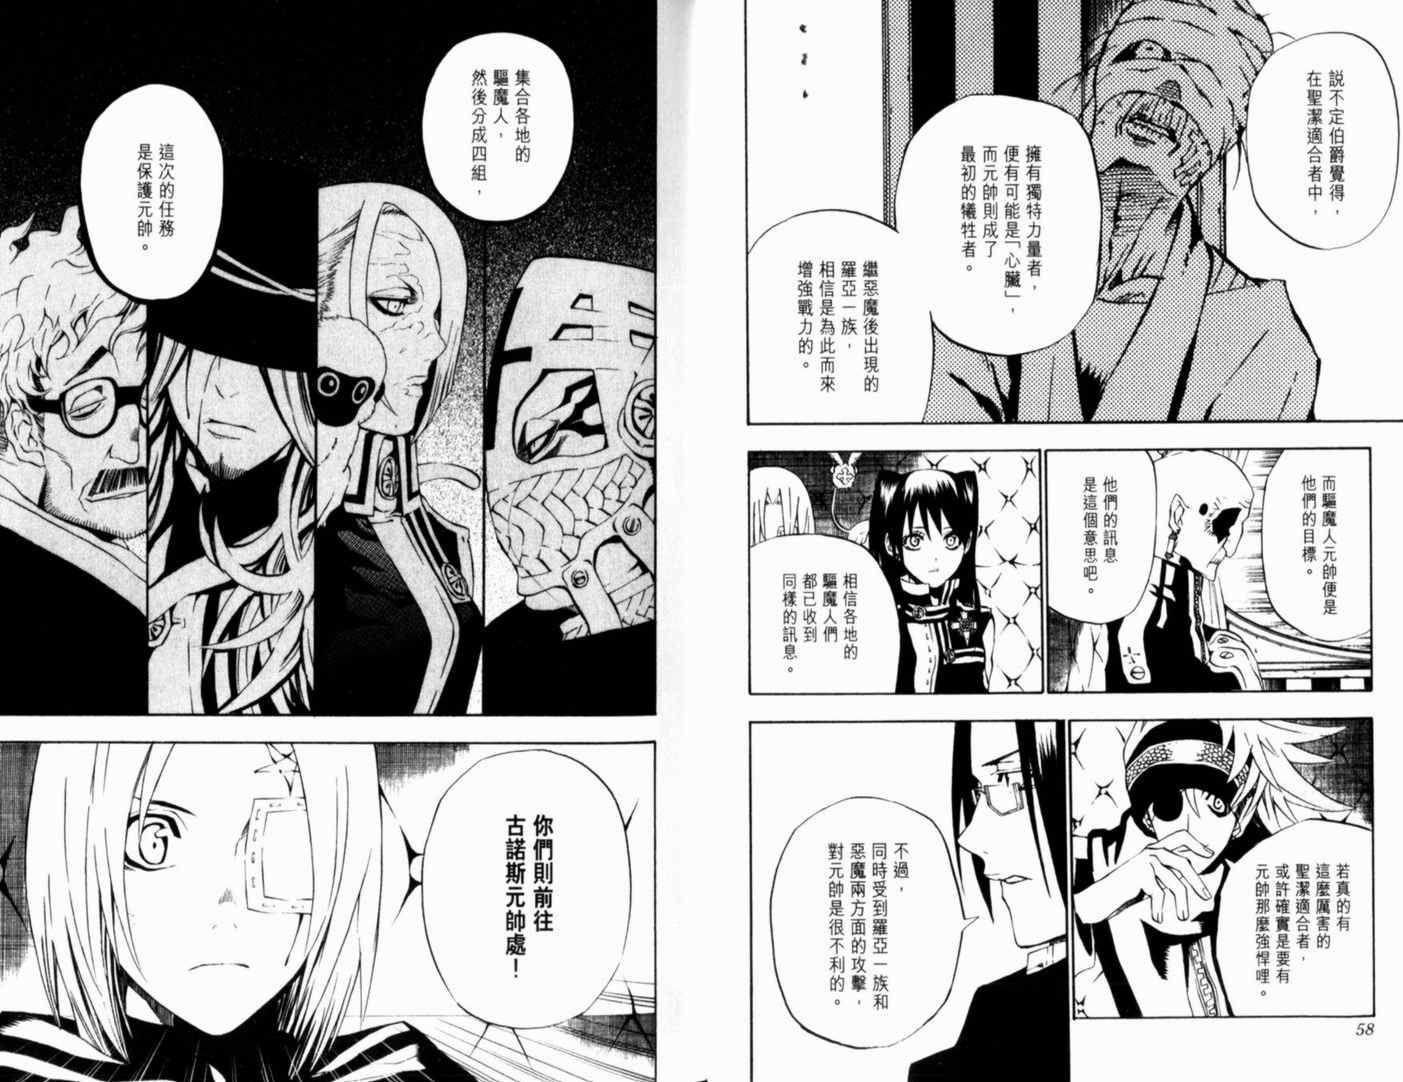 說不定伯爵覺得，
在聖潔適合者中，
擁有獨特力量者，
便有可能是「心臟」，
而元帥則成了
最初的犧牲者。
繼惡魔後出現的
羅亞一族，
相信是為此而來
增強戰力的。
而驅魔人元帥便是
他們的目標。
他們的訊息
是這個意思吧。
相信各地的
驅魔人們
都已收到
同樣的訊息。
若真的有
這麼厲害的
聖潔適合者，
或許確實是要有
元帥那麼強悍哩。
不過，
同時受到羅亞一族和
惡魔兩方面的攻擊，
對元帥是很不利的。
58
集合各地的
驅魔人，
然後分成四組，
這次的任務
是保護元帥。
你們則前往
古諾斯元帥處！